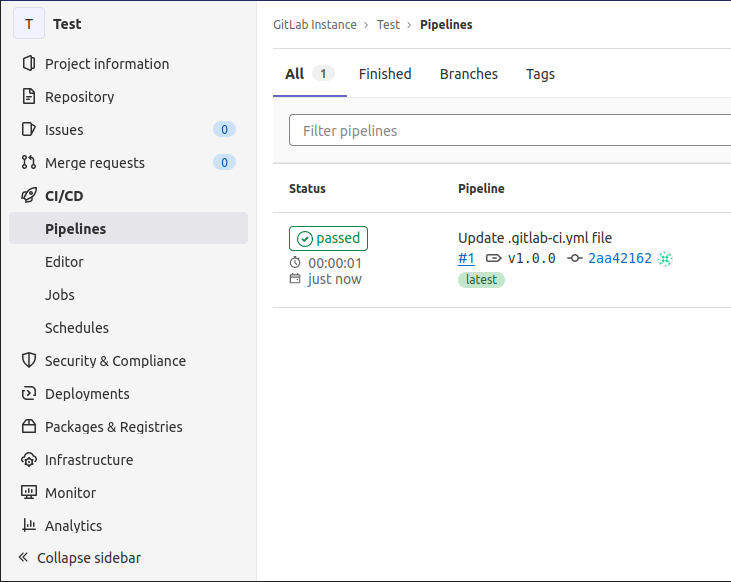 T Test
Project information
Repository
Issues 0
Merge requests 0
CI/CD
Pipelines
Editor
Jobs
Schedules
Security & Compliance
Deployments
Packages & Registries
Infrastructure
Monitor
Analytics
« Collapse sidebar
GitLab Instance › Test › Pipelines
All 1 Finished Branches Tags
Filter pipelines
Status Pipeline
passed
00:00:01
just now
Update .gitlab-ci.yml file
#1 v1.0.0 2aa42162
latest